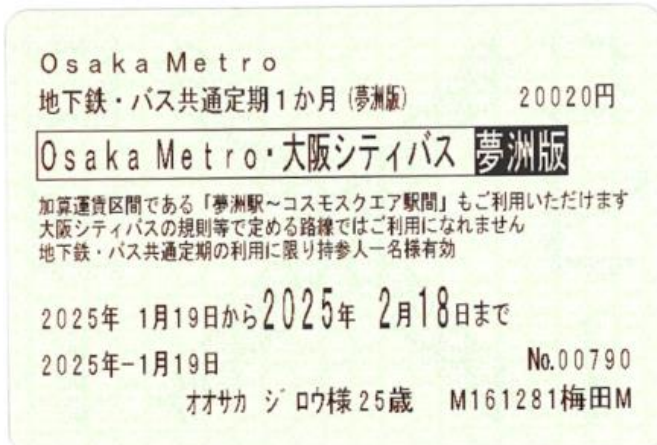 Osaka Metro
地下鉄・バス共通定期1か月(夢洲版) 20020円
Osaka Metro・大阪シティバス 夢洲版
加算運賃区間である「夢洲駅～コスモスクエア駅間」もご利用いただけます
大阪シティバスの規則等で定める路線ではご利用になれません
地下鉄・バス共通定期の利用に限り持参人一名様有効
2025年 1月19日から2025年 2月18日まで
2025年-1月19日 No.00790
オオサカ ジロウ様 25歳 M161281梅田M